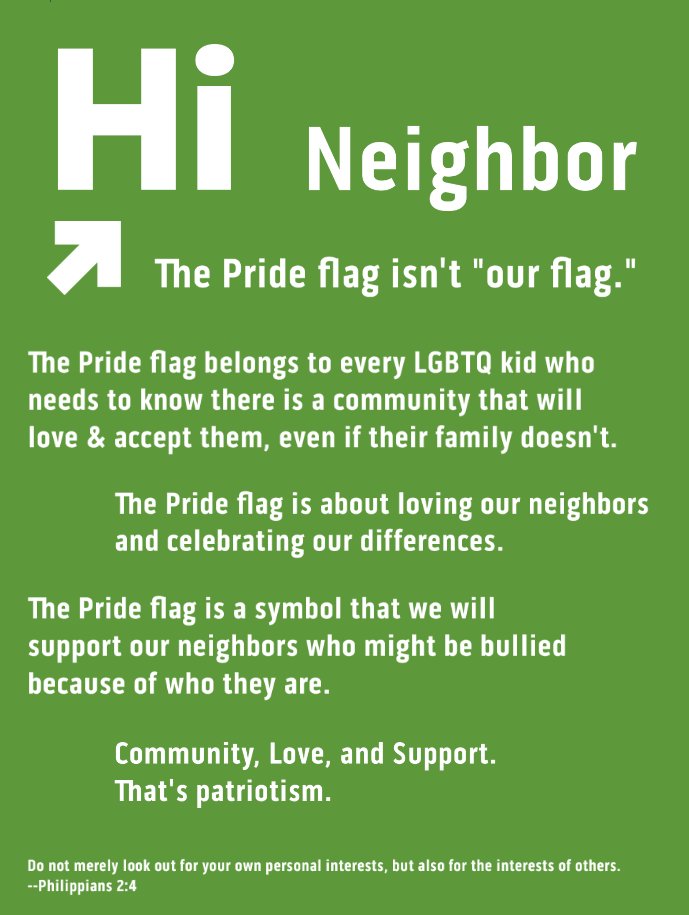 Hi Neighbor
The Pride flag isn't "our flag."
The Pride flag belongs to every LGBTQ kid who
needs to know there is a community that will
love & accept them, even if their family doesn't.
The Pride flag is about loving our neighbors
and celebrating our differences.
The Pride flag is a symbol that we will
support our neighbors who might be bullied
because of who they are.
Community, Love, and Support.
That's patriotism.
Do not merely look out for your own personal interests, but also for the interests of others.
--Philippians 2:4